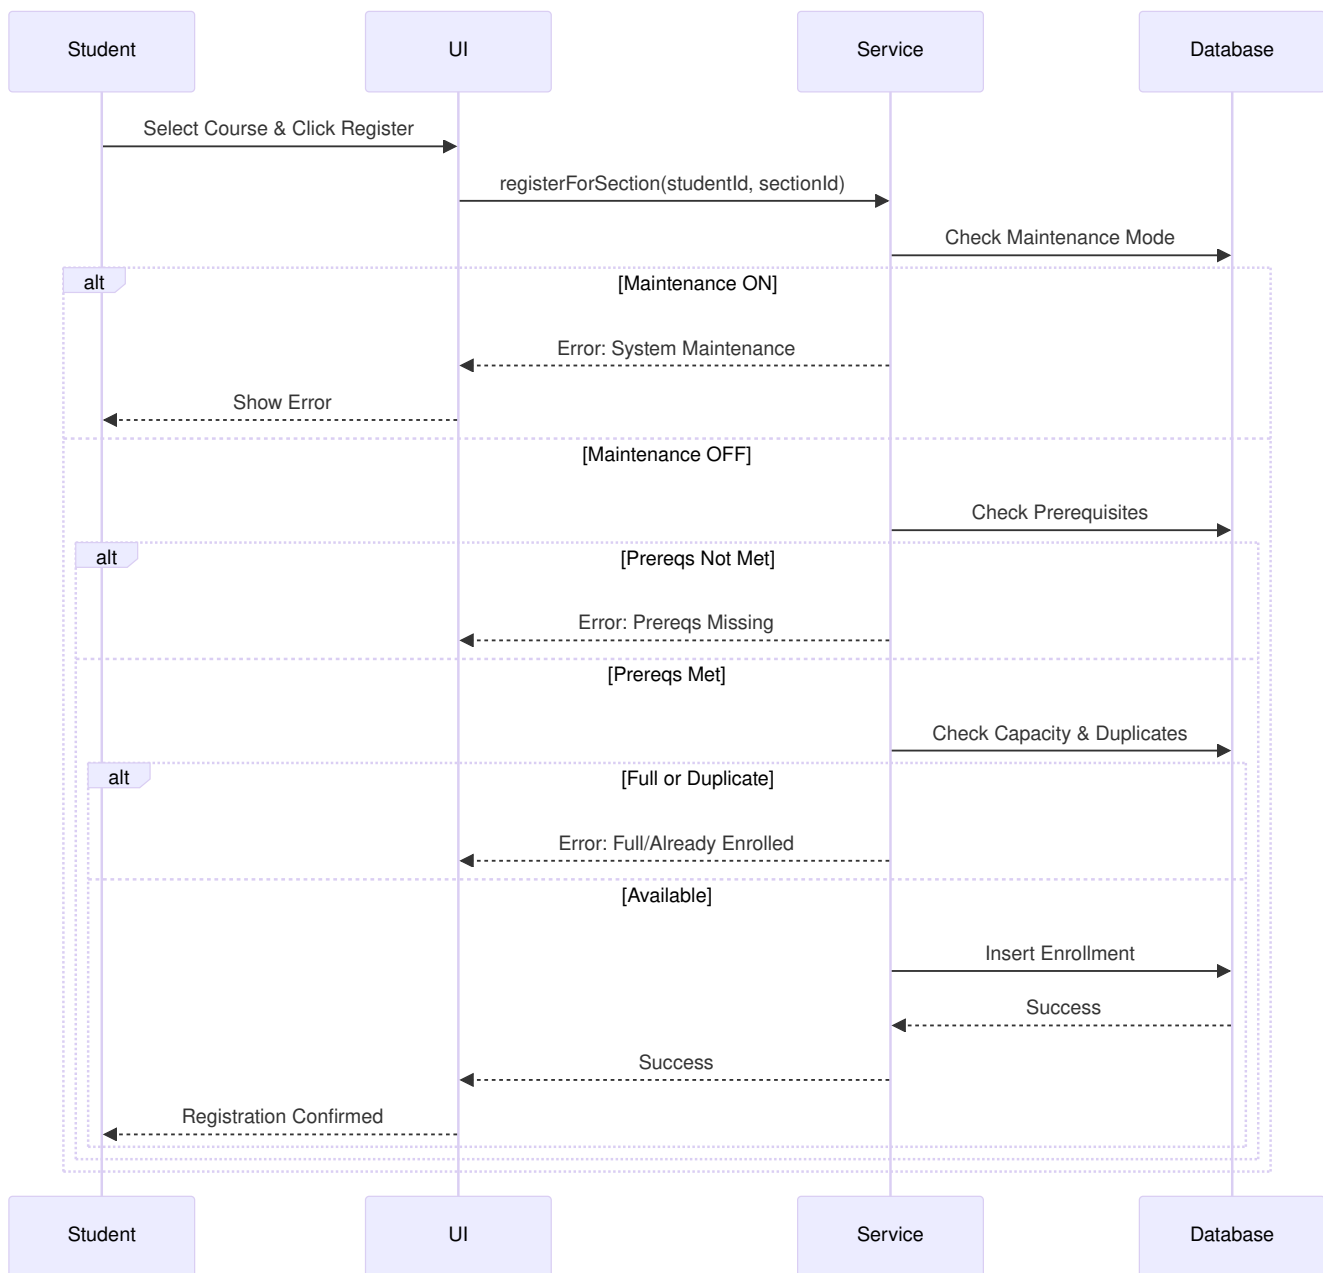 Student
UI
Service
Database
Select Course & Click Register
registerForSection(studentId, sectionId)
Check Maintenance Mode
alt
[Maintenance ON]
Error: System Maintenance
Show Error
[Maintenance OFF]
Check Prerequisites
alt
[Prereqs Not Met]
Error: Prereqs Missing
[Prereqs Met]
Check Capacity & Duplicates
alt
[Full or Duplicate]
Error: Full/Already Enrolled
[Available]
Insert Enrollment
Success
Success
Registration Confirmed
Student
UI
Service
Database